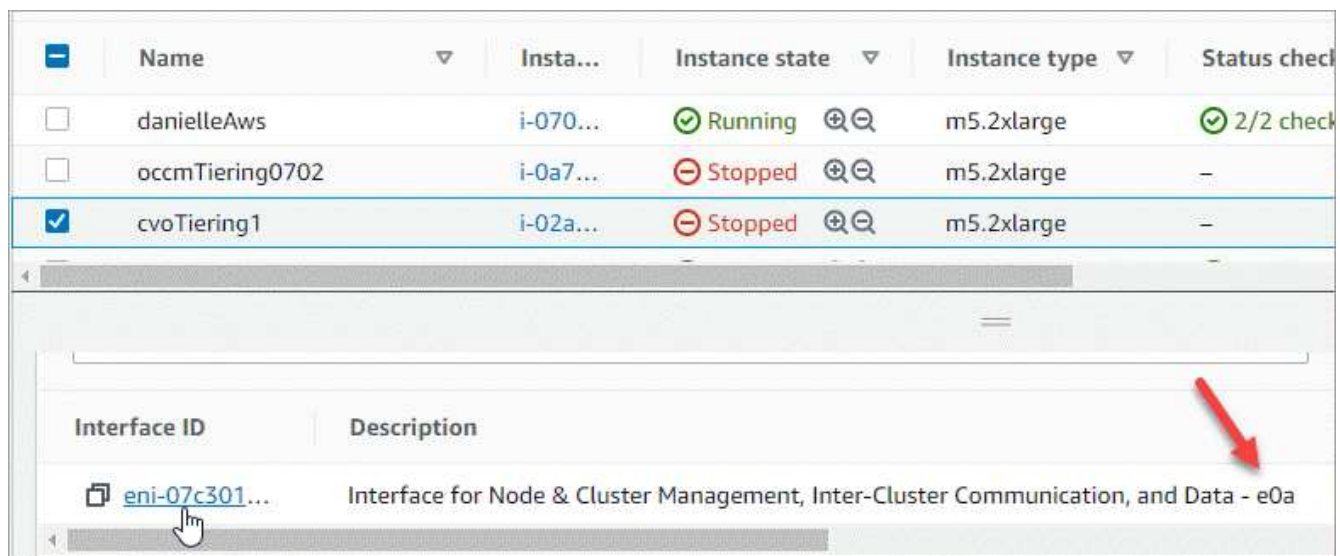 Name Insta... Instance state Instance type Status check
danielleAws i-070... Running m5.2xlarge 2/2 check
occmTiering0702 i-0a7... Stopped m5.2xlarge –
cvoTiering1 i-02a... Stopped m5.2xlarge –
Interface ID Description
eni-07c301... Interface for Node & Cluster Management, Inter-Cluster Communication, and Data - e0a